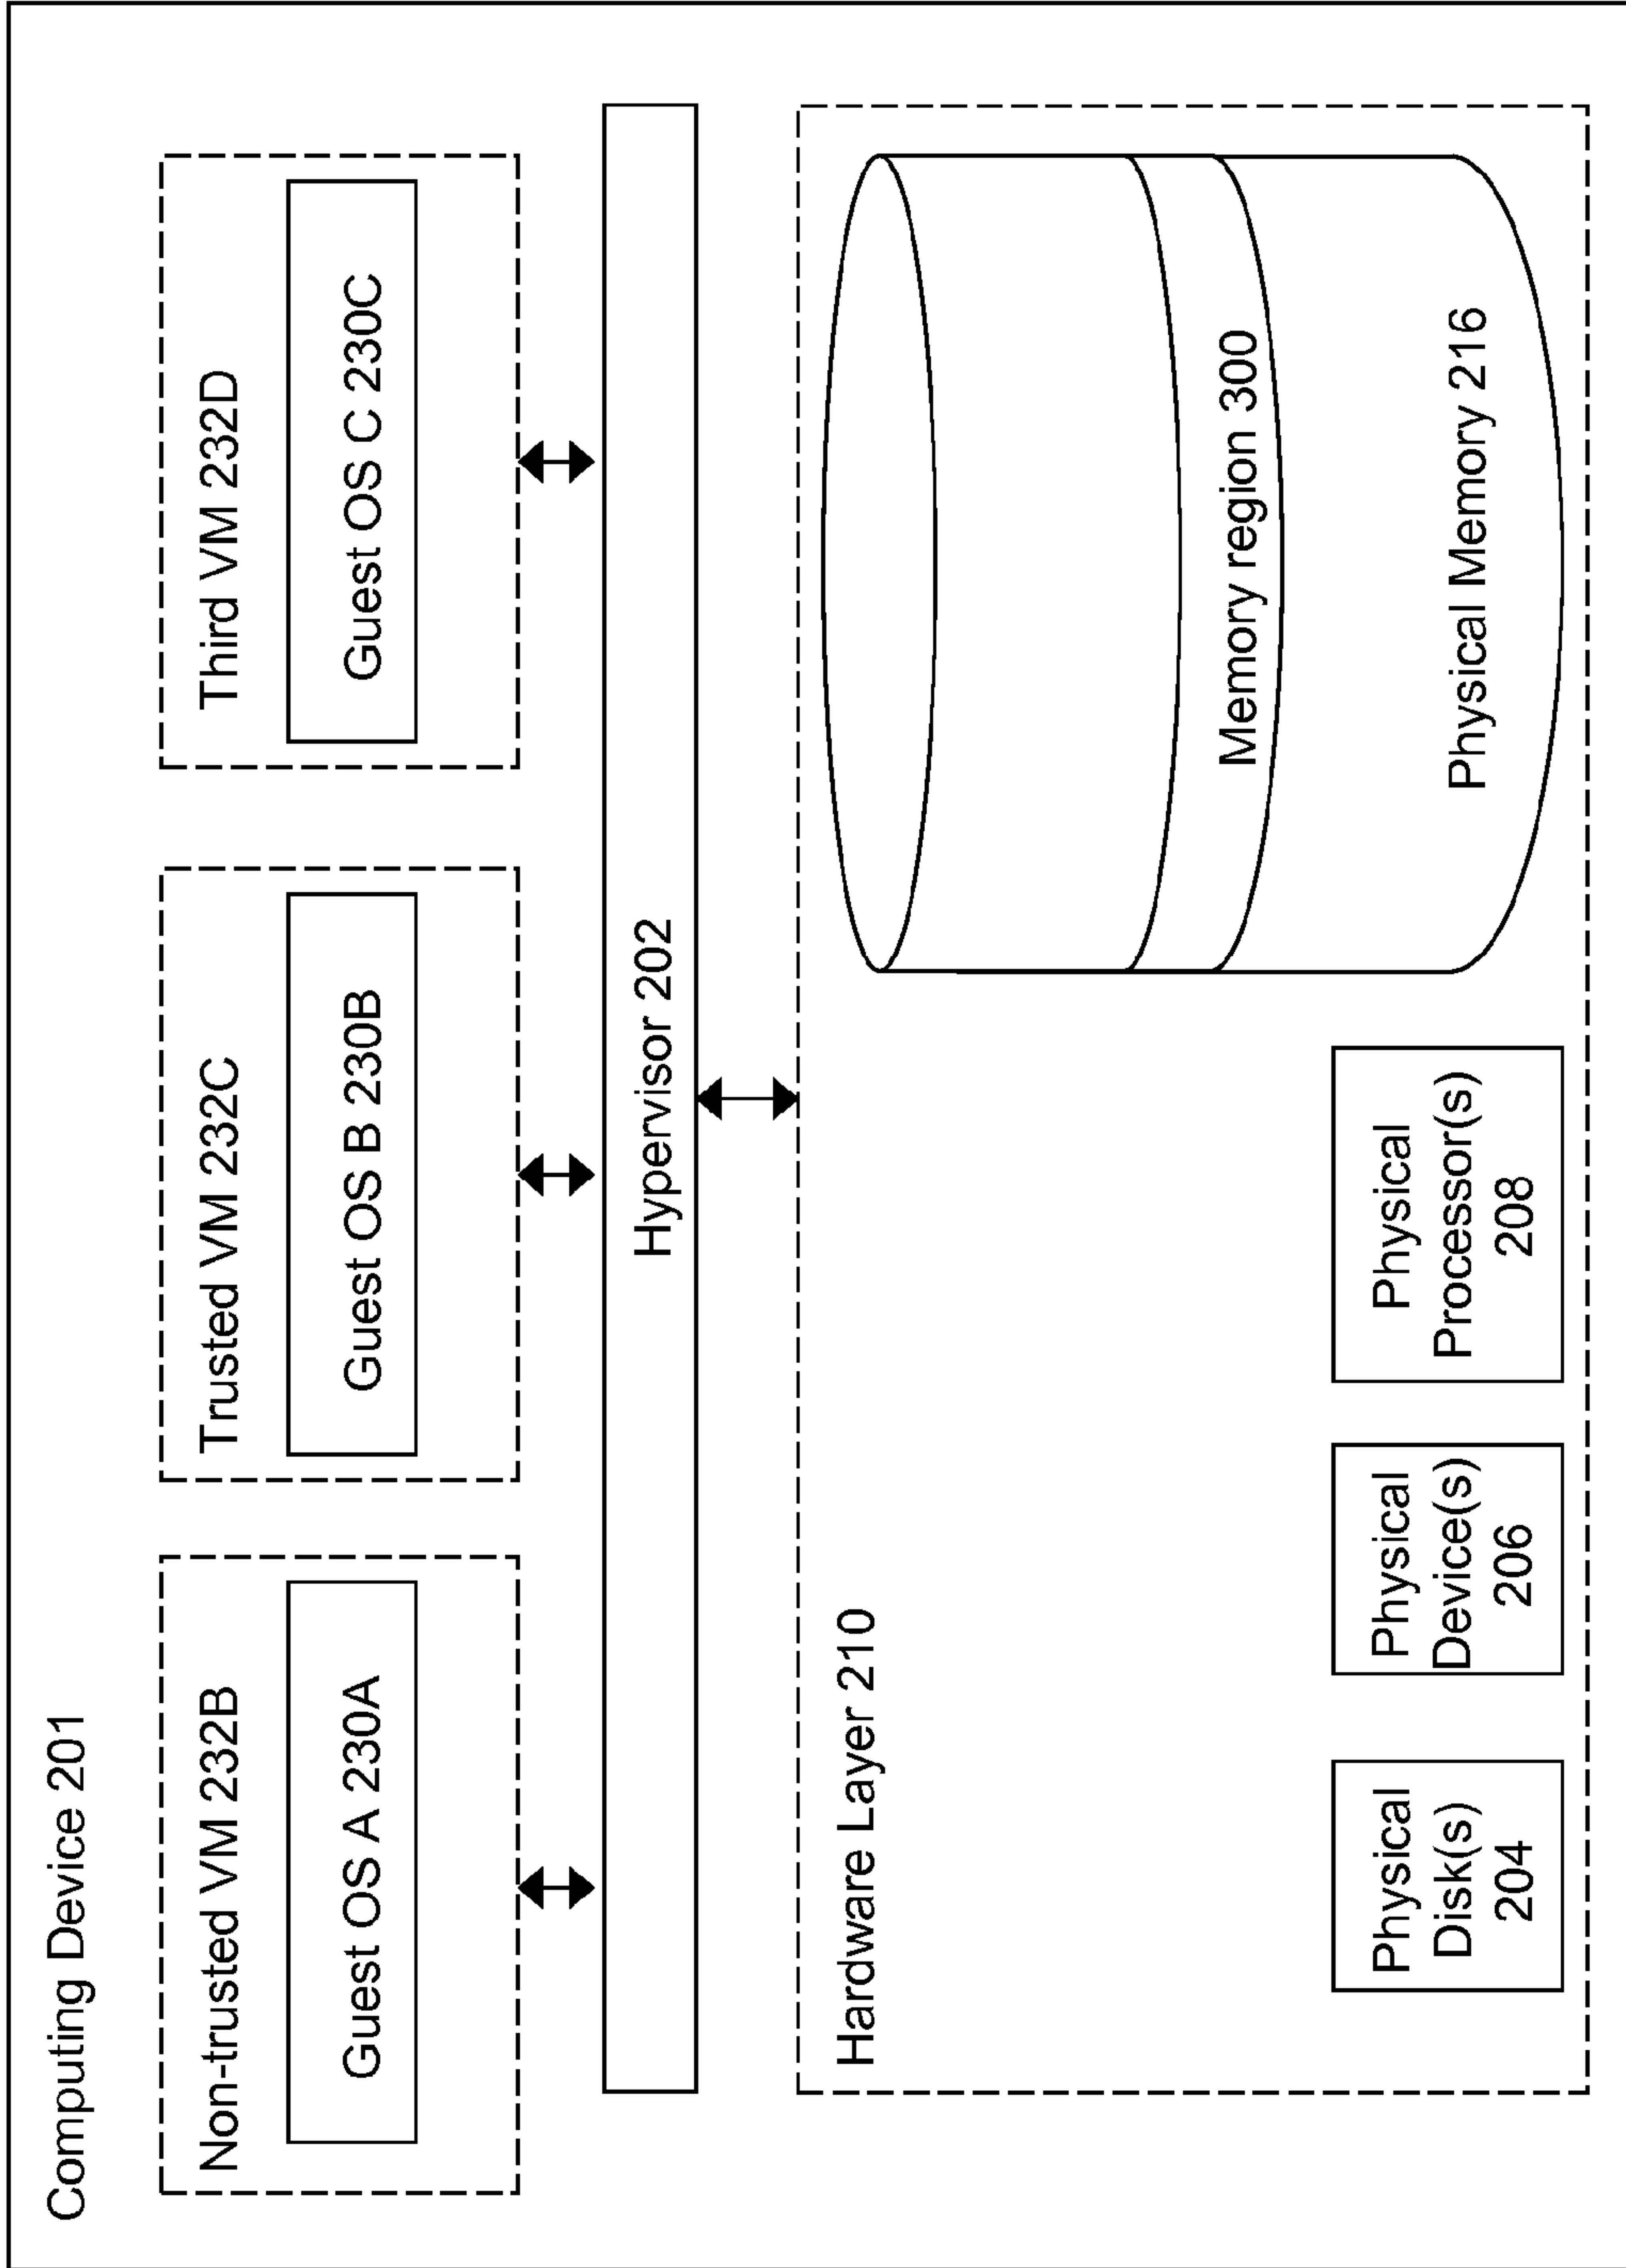 Computing Device 201
Non-trusted VM 232B
Guest OS A 230A
Trusted VM 232C
Guest OS B 230B
Third VM 232D
Guest OS C 230C
Hypervisor 202
Hardware Layer 210
Physical
Disk(s)
204
Physical
Device(s)
206
Physical
Processor(s)
208
Memory region 300
Physical Memory 216